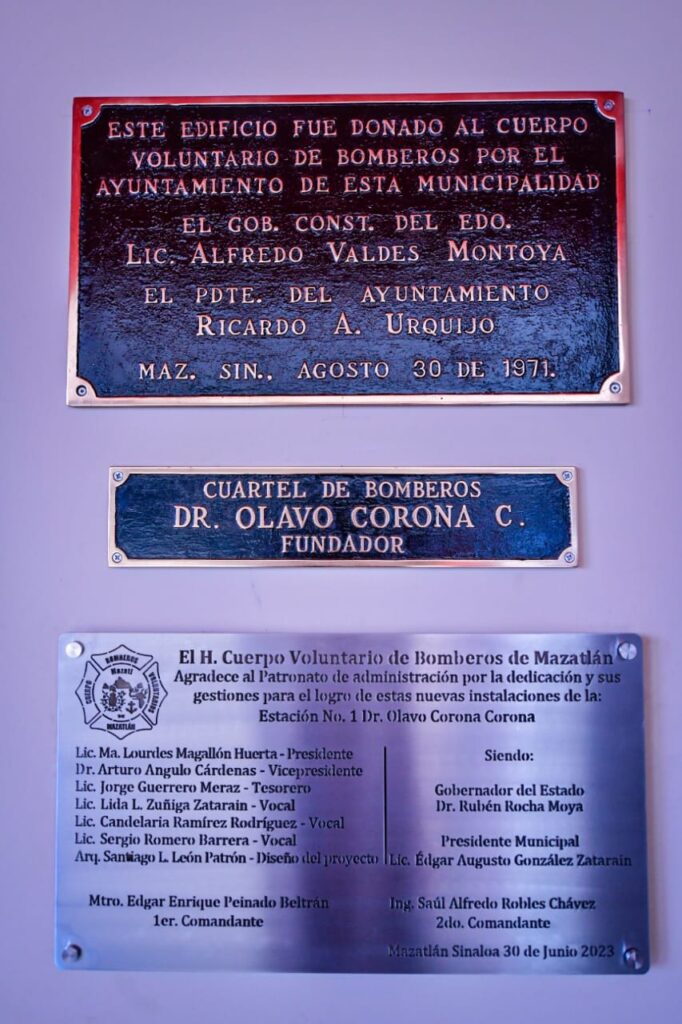 ESTE EDIFICIO FUE DONADO AL CUERPO
VOLUNTARIO DE BOMBEROS POR EL
AYUNTAMIENTO DE ESTA MUNICIPALIDAD
EL GOB. CONST. DEL EDO.
LIC. ALFREDO VALDES MONTOYA
EL PDTE. DEL AYUNTAMIENTO
RICARDO A. URQUIJO
MAZ. SIN., AGOSTO 30 DE 1971.
CUARTEL DE BOMBEROS
DR. OLAVO CORONA C.
FUNDADOR
BOMBEROS
CUERPO
VOLUNTARIO
DE
MAZATLÁN
El H. Cuerpo Voluntario de Bomberos de Mazatlán
Agradece al Patronato de administración por la dedicación y sus
gestiones para el logro de estas nuevas instalaciones de la:
Estación No. 1 Dr. Olavo Corona Corona
Lic. Ma. Lourdes Magallón Huerta - Presidente
Dr. Arturo Angulo Cárdenas - Vicepresidente
Lic. Jorge Guerrero Meraz - Tesorero
Lic. Lida L. Zuñiga Zatarain - Vocal
Lic. Candelaria Ramírez Rodríguez - Vocal
Lic. Sergio Romero Barrera - Vocal
Arq. Santiago L. León Patrón - Diseño del proyecto
Siendo:
Gobernador del Estado
Dr. Rubén Rocha Moya
Presidente Municipal
Lic. Édgar Augusto González Zatarain
Mtro. Edgar Enrique Peinado Beltrán
1er. Comandante
Ing. Saúl Alfredo Robles Chávez
2do. Comandante
Mazatlán Sinaloa 30 de Junio 2023